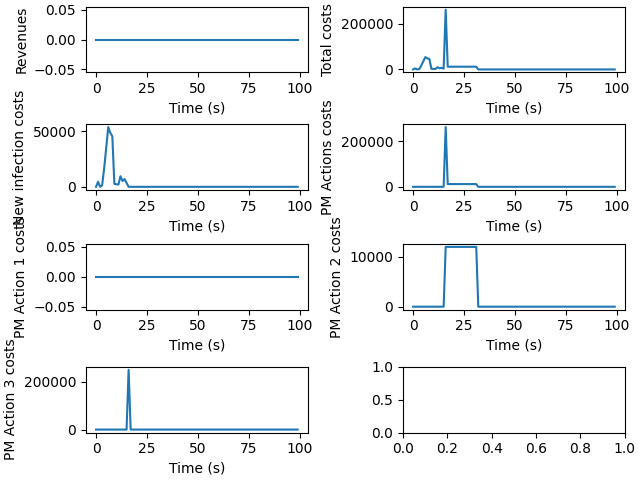 Revenues
0.05
0.00
−0.05
0 25 50 75 100
Time (s)
Total costs
200000
0
0 25 50 75 100
Time (s)
New infection costs
50000
0
0 25 50 75 100
Time (s)
PM Actions costs
200000
0
0 25 50 75 100
Time (s)
PM Action 1 costs
0.05
0.00
−0.05
0 25 50 75 100
Time (s)
PM Action 2 costs
10000
0
0 25 50 75 100
Time (s)
PM Action 3 costs
200000
0
0 25 50 75 100
Time (s)
1.0
0.5
0.0
0.0 0.2 0.4 0.6 0.8 1.0